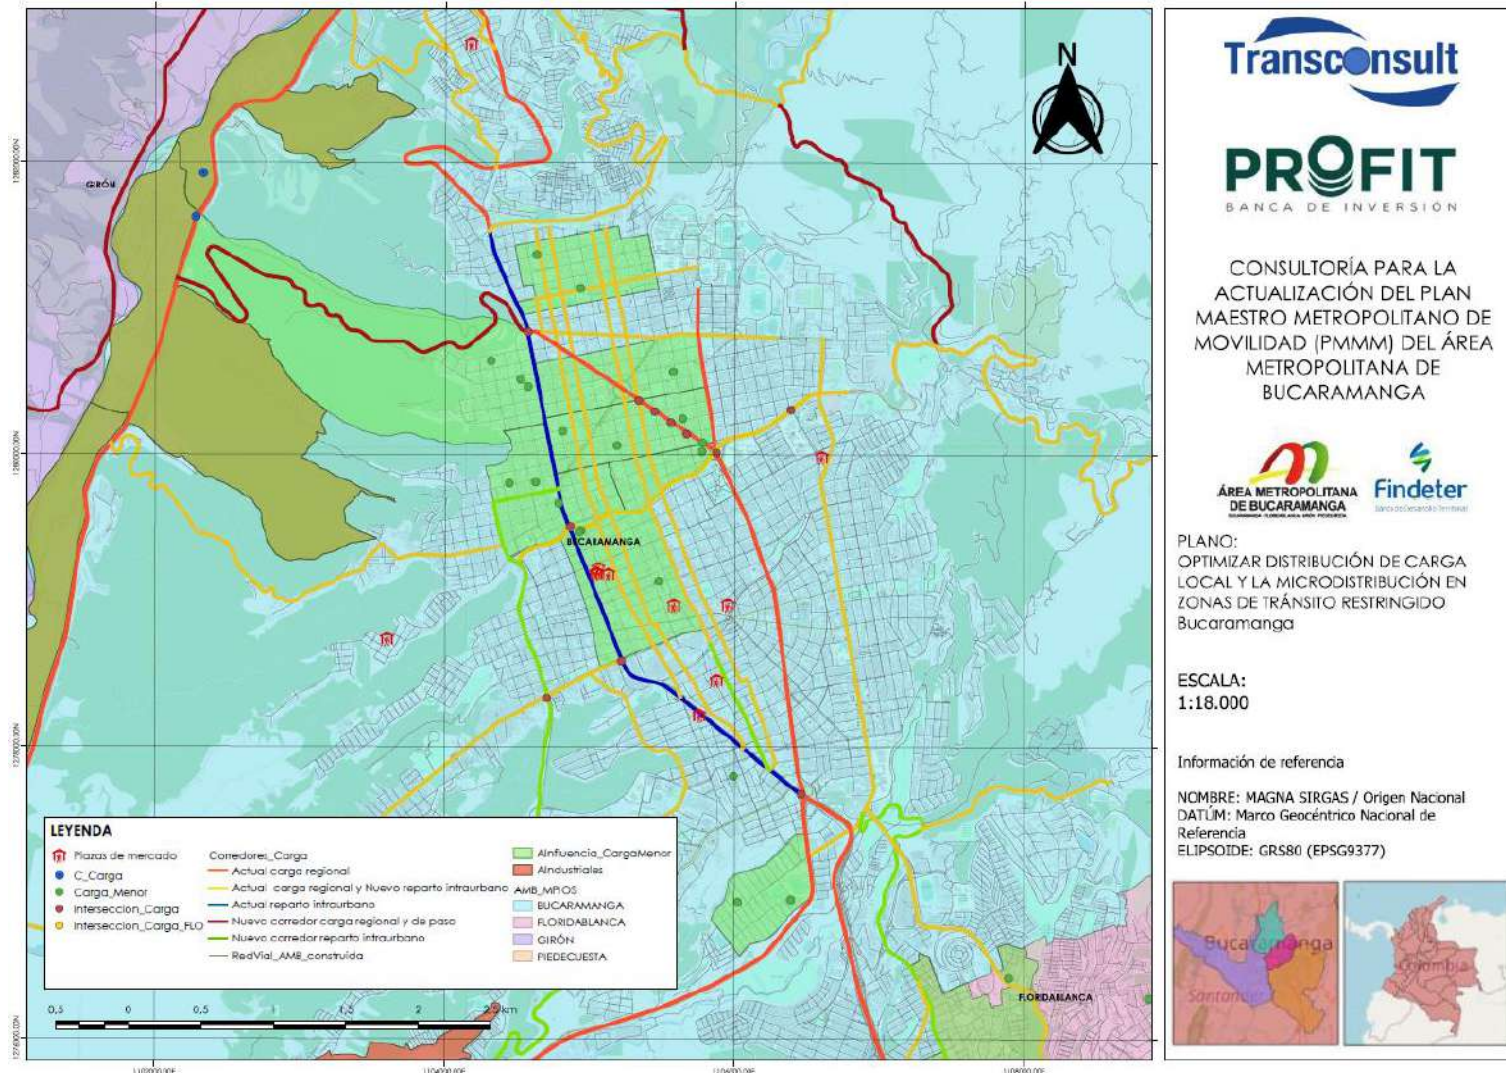 N
GIRÓN
BUCARAMANGA
FLORIDABLANCA
LEYENDA
Plazas de mercado
C_Carga
Carga_Menor
Interseccion_Carga
Interseccion_Carga_FLO
Corredores_Carga
Actual carga regional
Actual carga regional y Nuevo reparto intraurbano
Actual reparto intraurbano
Nuevo corredor carga regional y de paso
Nuevo corredor reparto intraurbano
RedVial_AMB_construida
AInfluencia_CargaMenor
AIndustriales
AMB_MPIOS
BUCARAMANGA
FLORIDABLANCA
GIRÓN
PIEDECUESTA
0,5 0 0,5 1 1,5 2 2,5 km
Transconsult
PROFIT
BANCA DE INVERSIÓN
CONSULTORÍA PARA LA
ACTUALIZACIÓN DEL PLAN
MAESTRO METROPOLITANO DE
MOVILIDAD (PMMM) DEL ÁREA
METROPOLITANA DE
BUCARAMANGA
ÁREA METROPOLITANA
DE BUCARAMANGA
Findeter
PLANO:
OPTIMIZAR DISTRIBUCIÓN DE CARGA
LOCAL Y LA MICRODISTRIBUCIÓN EN
ZONAS DE TRÁNSITO RESTRINGIDO
Bucaramanga
ESCALA:
1:18.000
Información de referencia
NOMBRE: MAGNA SIRGAS / Origen Nacional
DATÚM: Marco Geocéntrico Nacional de
Referencia
ELIPSOIDE: GRS80 (EPSG9377)
Bucaramanga
Santander
Colombia